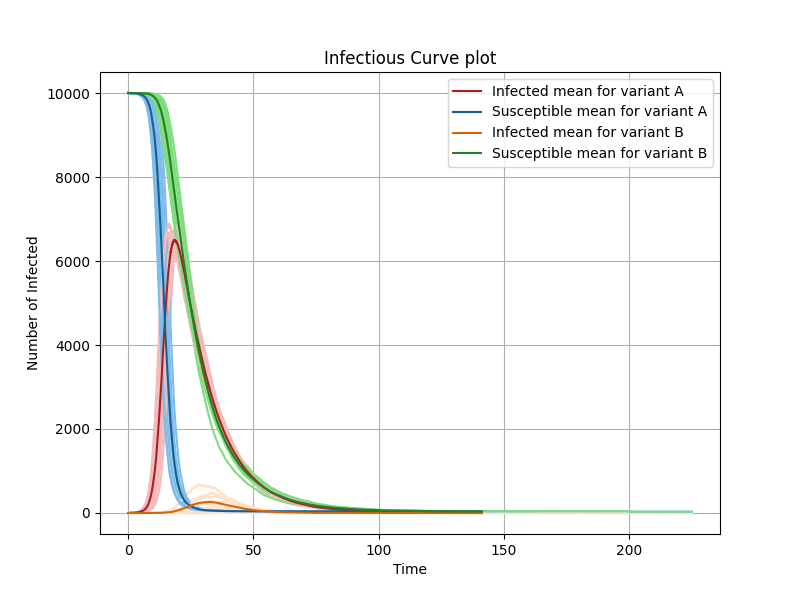 Infectious Curve plot
Infected mean for variant A
Susceptible mean for variant A
Infected mean for variant B
Susceptible mean for variant B
Number of Infected
10000
8000
6000
4000
2000
0
0 50 100 150 200
Time